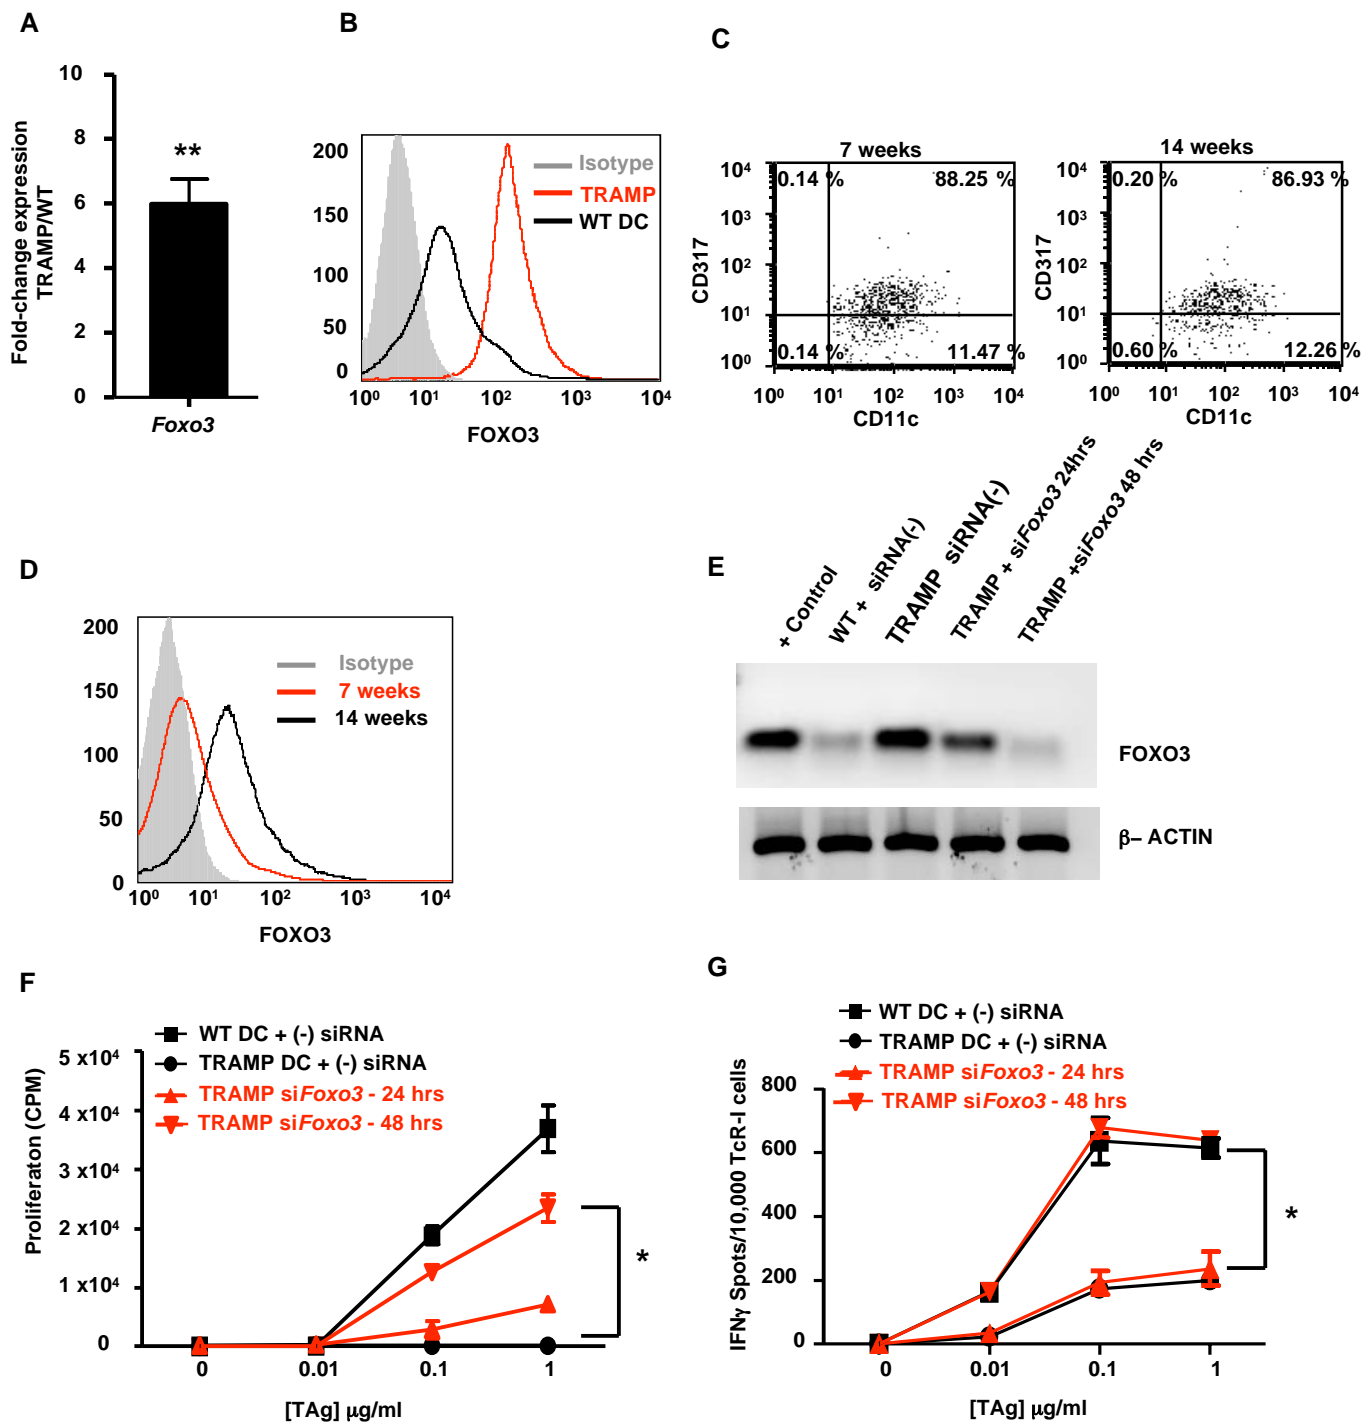 A
10
8
6
4
2
0
Fold-change expression
TRAMP/WT
**
Foxo3
B
200
150
100
50
0
Isotype
TRAMP
WT DC
10⁰ 10¹ 10² 10³ 10⁴
FOXO3
C
7 weeks
10⁴
10³
10²
10¹
10⁰
CD317
0.14 % 88.25 %
0.14 % 11.47 %
10⁰ 10¹ 10² 10³ 10⁴
CD11c
14 weeks
10⁴
10³
10²
10¹
10⁰
CD317
0.20 % 86.93 %
0.60 % 12.26 %
10⁰ 10¹ 10² 10³ 10⁴
CD11c
D
200
150
100
50
0
Isotype
7 weeks
14 weeks
10⁰ 10¹ 10² 10³ 10⁴
FOXO3
E
+ Control
WT + siRNA(-)
TRAMP siRNA(-)
TRAMP + siFoxo3 24hrs
TRAMP +siFoxo3 48 hrs
FOXO3
β– ACTIN
F
WT DC + (-) siRNA
TRAMP DC + (-) siRNA
TRAMP siFoxo3 - 24 hrs
TRAMP siFoxo3 - 48 hrs
5 x10⁴
4 x10⁴
3 x10⁴
2 x10⁴
1 x10⁴
0
Proliferaton (CPM)
*
0 0.01 0.1 1
[TAg] μg/ml
G
WT DC + (-) siRNA
TRAMP DC + (-) siRNA
TRAMP siFoxo3 - 24 hrs
TRAMP siFoxo3 - 48 hrs
800
600
400
200
0
IFNγ Spots/10,000 TcR-I cells
*
0 0.01 0.1 1
[TAg] μg/ml